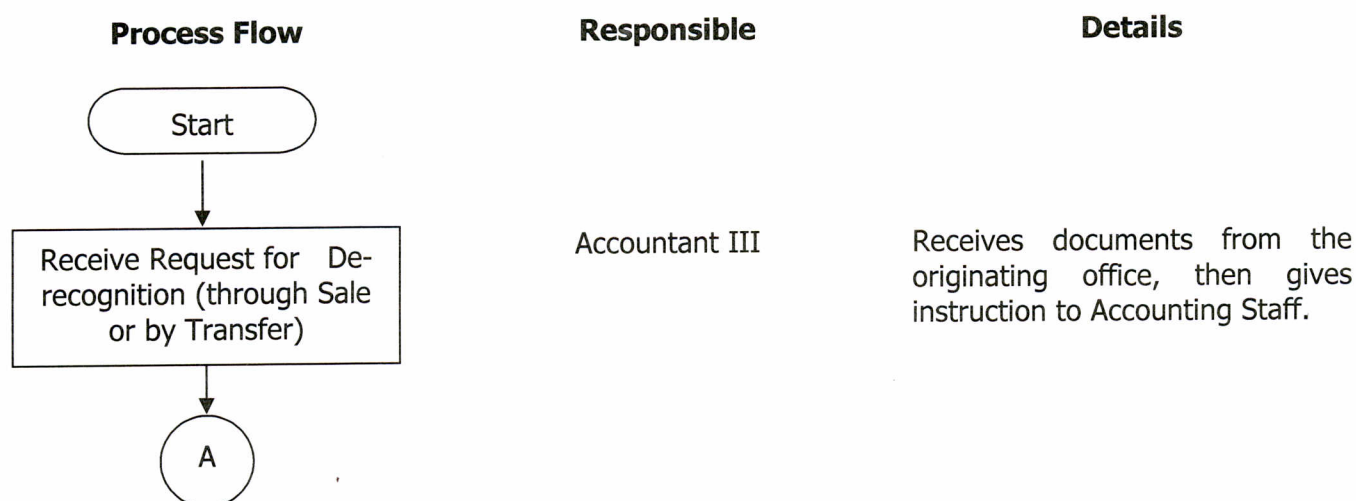 Process Flow Responsible Details
Start
Receive Request for De-
recognition (through Sale
or by Transfer)
Accountant III
Receives documents from the
originating office, then gives
instruction to Accounting Staff.
A